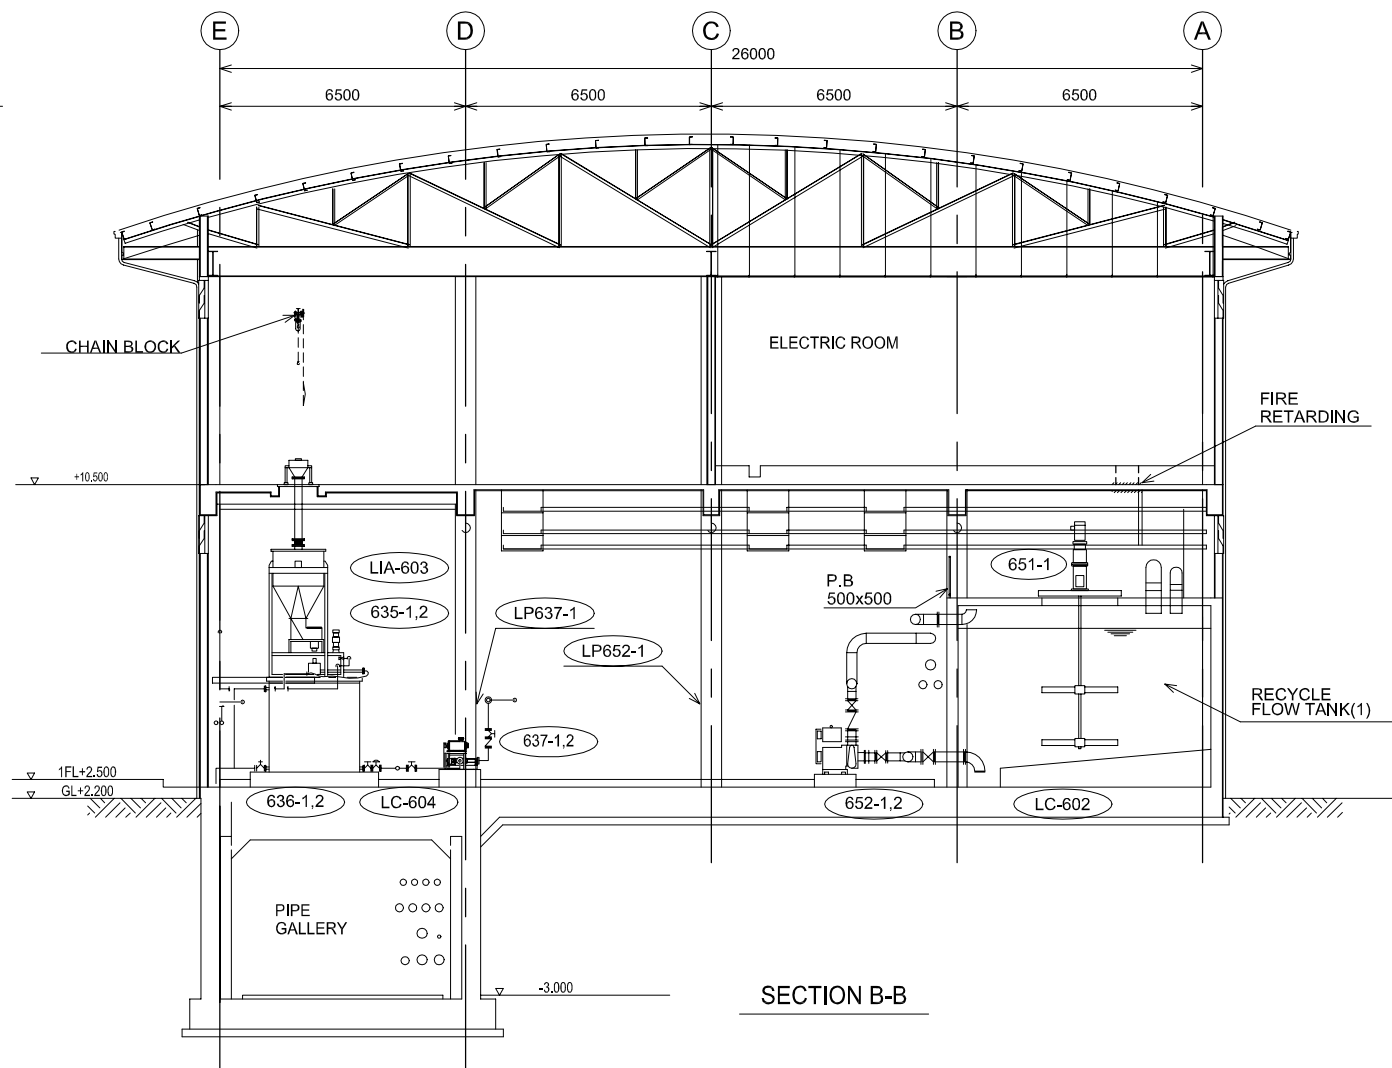 E
D
C
B
A
26000
6500
6500
6500
6500
CHAIN BLOCK
ELECTRIC ROOM
FIRE
RETARDING
+10.500
LIA-603
651-1
P.B
500x500
635-1,2
LP637-1
LP652-1
RECYCLE
FLOW TANK(1)
637-1,2
1FL+2.500
GL+2.200
636-1,2
LC-604
652-1,2
LC-602
PIPE
GALLERY
-3.000
SECTION B-B